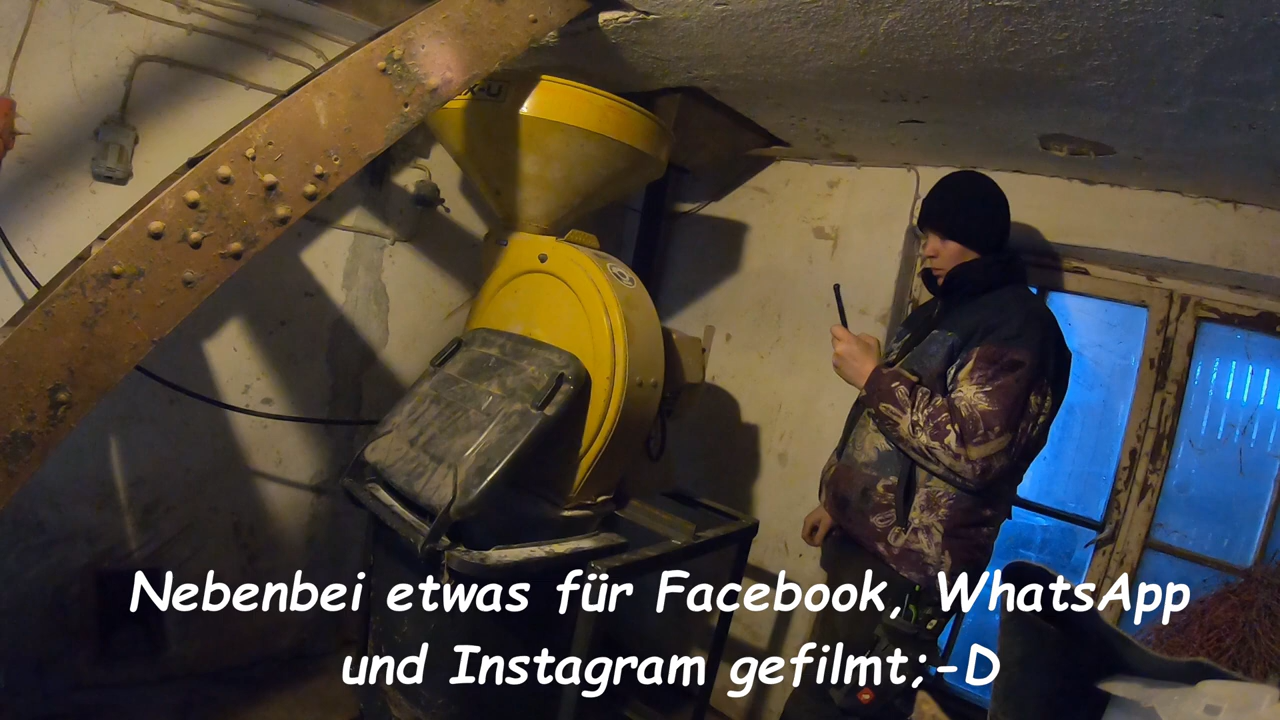 Nebenbei etwas für Facebook, WhatsApp
und Instagram gefilmt;-D